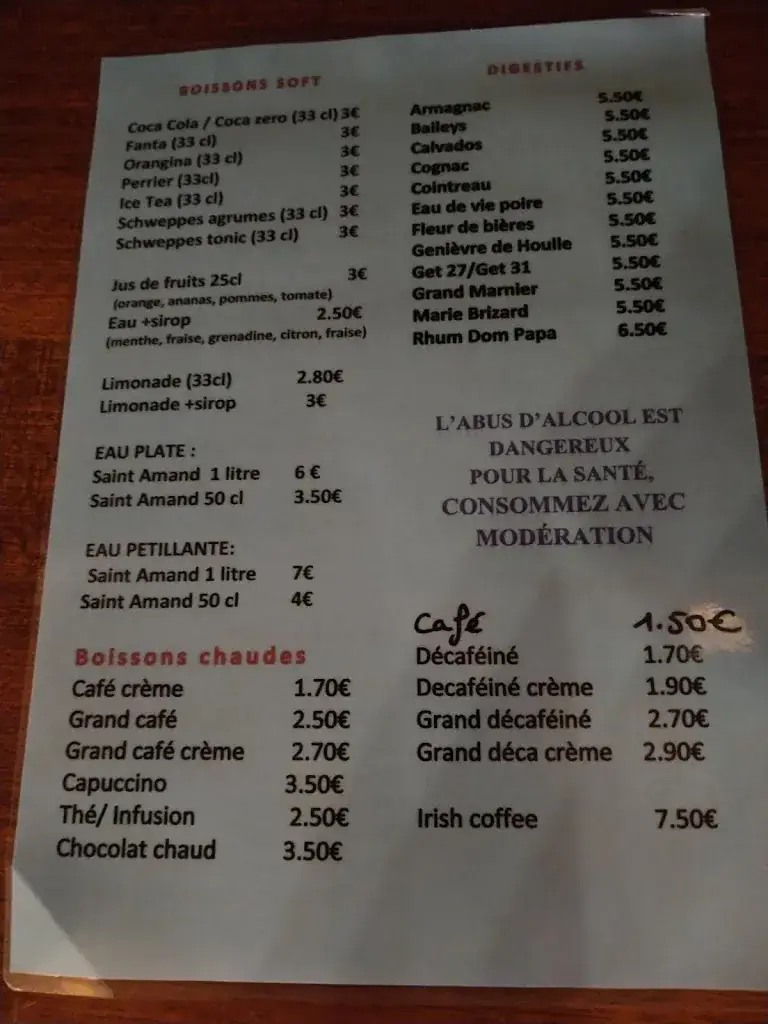 BOISSONS SOFT
Coca Cola / Coca zero (33 cl) 3€
Fanta (33 cl) 3€
Orangina (33 cl) 3€
Perrier (33cl) 3€
Ice Tea (33 cl) 3€
Schweppes agrumes (33 cl) 3€
Schweppes tonic (33 cl) 3€
Jus de fruits 25cl 3€
(orange, ananas, pommes, tomate)
Eau +sirop 2.50€
(menthe, fraise, grenadine, citron, fraise)
Limonade (33cl) 2.80€
Limonade +sirop 3€
EAU PLATE :
Saint Amand 1 litre 6 €
Saint Amand 50 cl 3.50€
EAU PETILLANTE:
Saint Amand 1 litre 7€
Saint Amand 50 cl 4€
Boissons chaudes
Café crème 1.70€
Grand café 2.50€
Grand café crème 2.70€
Capuccino 3.50€
Thé/ Infusion 2.50€
Chocolat chaud 3.50€
DIGESTIFS
Armagnac 5.50€
Baileys 5.50€
Calvados 5.50€
Cognac 5.50€
Cointreau 5.50€
Eau de vie poire 5.50€
Fleur de bières 5.50€
Genièvre de Houlle 5.50€
Get 27/Get 31 5.50€
Grand Marnier 5.50€
Marie Brizard 5.50€
Rhum Dom Papa 6.50€
L'ABUS D'ALCOOL EST
DANGEREUX
POUR LA SANTÉ,
CONSOMMEZ AVEC
MODÉRATION
Café 1.50€
Décaféiné 1.70€
Decaféiné crème 1.90€
Grand décaféiné 2.70€
Grand déca crème 2.90€
Irish coffee 7.50€